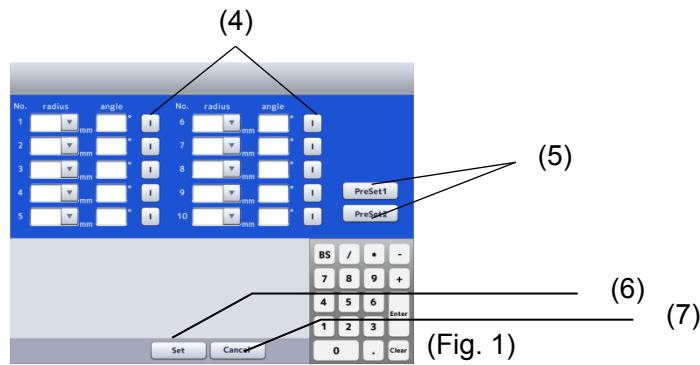 (4)
No. radius angle No. radius angle
1 mm ° I 6 mm ° I
2 mm ° I 7 mm ° I
3 mm ° I 8 mm ° I
4 mm ° I 9 mm ° I
5 mm ° I 10 mm ° I
PreSet1
PreSet2
(5)
BS / * -
7 8 9 +
4 5 6
Enter
1 2 3
0 . Clear
Set Cancel
(6)
(7)
(Fig. 1)